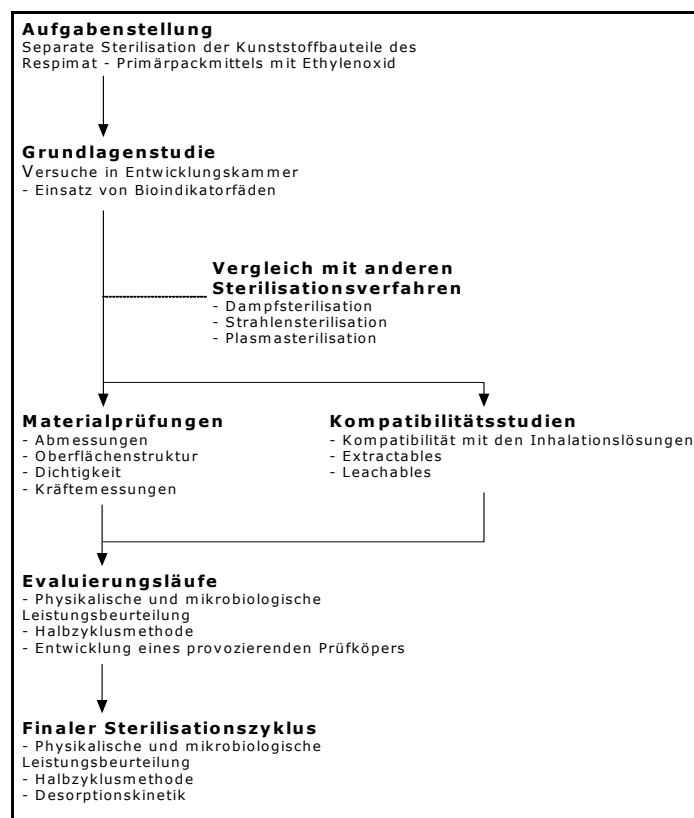 Aufgabenstellung
Separate Sterilisation der Kunststoffbauteile des
Respimat - Primärpackmittels mit Ethylenoxid
Grundlagenstudie
Versuche in Entwicklungskammer
- Einsatz von Bioindikatorfäden
Vergleich mit anderen
Sterilisationsverfahren
- Dampfsterilisation
- Strahlensterilisation
- Plasmasterilisation
Materialprüfungen
- Abmessungen
- Oberflächenstruktur
- Dichtigkeit
- Kräftemessungen
Kompatibilitätsstudien
- Kompatibilität mit den Inhalationslösungen
- Extractables
- Leachables
Evaluierungsläufe
- Physikalische und mikrobiologische
Leistungsbeurteilung
- Halbzyklusmethode
- Entwicklung eines provozierenden Prüfköpers
Finaler Sterilisationszyklus
- Physikalische und mikrobiologische
Leistungsbeurteilung
- Halbzyklusmethode
- Desorptionskinetik